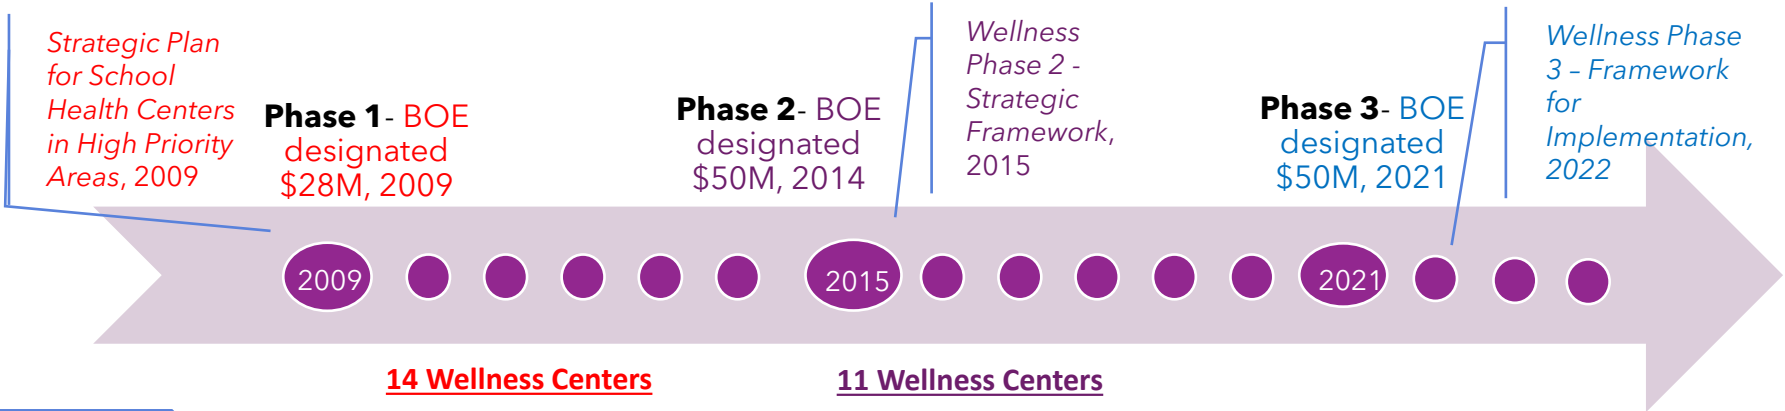 Strategic Plan
for School
Health Centers
in High Priority
Areas, 2009
Phase 1- BOE
designated
$28M, 2009
Phase 2- BOE
designated
$50M, 2014
Wellness
Phase 2 -
Strategic
Framework,
2015
Phase 3- BOE
designated
$50M, 2021
Wellness Phase
3 – Framework
for
Implementation,
2022
2009
2015
2021
14 Wellness Centers
11 Wellness Centers